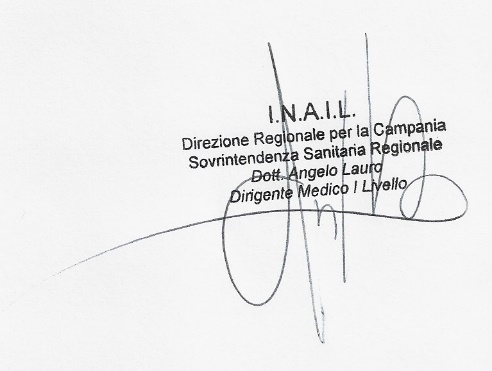 I.N.A.I.L.
Direzione Regionale per la Campania
Sovrintendenza Sanitaria Regionale
Dott. Angelo Lauro
Dirigente Medico I Livello